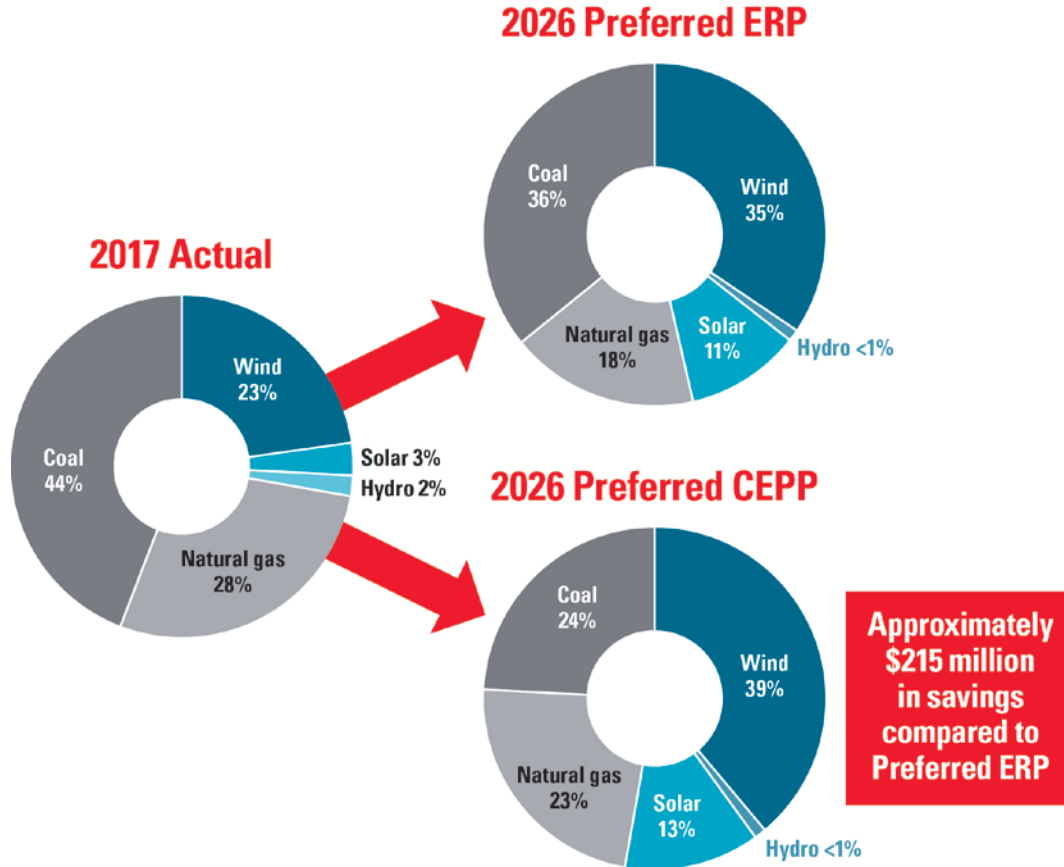 2026 Preferred ERP
Coal
36%
Wind
35%
Natural gas
18%
Solar
11%
Hydro <1%
2017 Actual
Wind
23%
Coal
44%
Solar 3%
Hydro 2%
Natural gas
28%
2026 Preferred CEPP
Coal
24%
Wind
39%
Natural gas
23%
Solar
13%
Hydro <1%
Approximately
$215 million
in savings
compared to
Preferred ERP